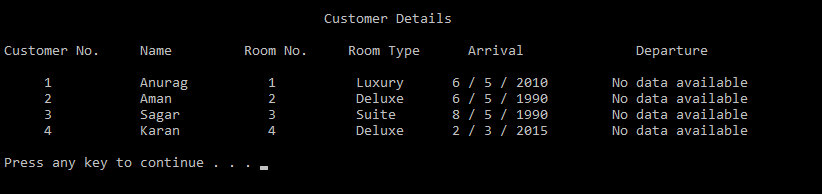 Customer Details
Customer No. Name Room No. Room Type Arrival Departure
1 Anurag 1 Luxury 6 / 5 / 2010 No data available
2 Aman 2 Deluxe 6 / 5 / 1990 No data available
3 Sagar 3 Suite 8 / 5 / 1990 No data available
4 Karan 4 Deluxe 2 / 3 / 2015 No data available
Press any key to continue . . .